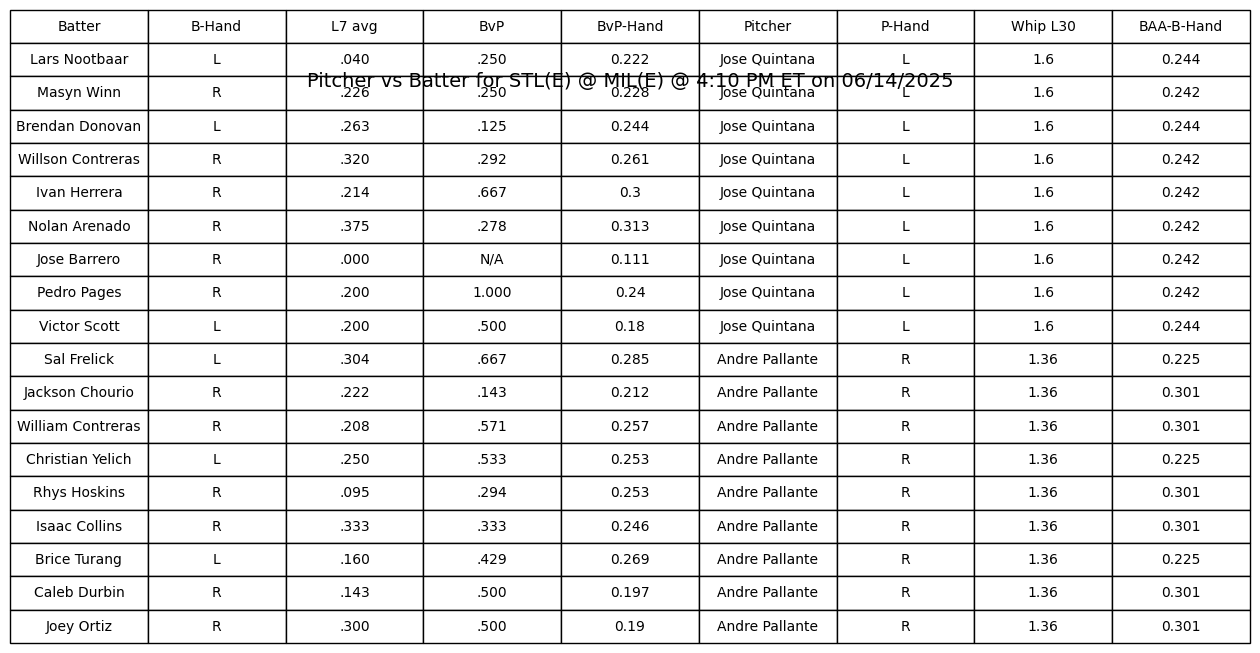 Batter B-Hand L7 avg BvP BvP-Hand Pitcher P-Hand Whip L30 BAA-B-Hand
Lars Nootbaar L .040 .250 0.222 Jose Quintana L 1.6 0.244
Pitcher vs Batter for STL(E) @ MIL(E) @ 4:10 PM ET on 06/14/2025
Masyn Winn R .226 .250 0.228 Jose Quintana L 1.6 0.242
Brendan Donovan L .263 .125 0.244 Jose Quintana L 1.6 0.244
Willson Contreras R .320 .292 0.261 Jose Quintana L 1.6 0.242
Ivan Herrera R .214 .667 0.3 Jose Quintana L 1.6 0.242
Nolan Arenado R .375 .278 0.313 Jose Quintana L 1.6 0.242
Jose Barrero R .000 N/A 0.111 Jose Quintana L 1.6 0.242
Pedro Pages R .200 1.000 0.24 Jose Quintana L 1.6 0.242
Victor Scott L .200 .500 0.18 Jose Quintana L 1.6 0.244
Sal Frelick L .304 .667 0.285 Andre Pallante R 1.36 0.225
Jackson Chourio R .222 .143 0.212 Andre Pallante R 1.36 0.301
William Contreras R .208 .571 0.257 Andre Pallante R 1.36 0.301
Christian Yelich L .250 .533 0.253 Andre Pallante R 1.36 0.225
Rhys Hoskins R .095 .294 0.253 Andre Pallante R 1.36 0.301
Isaac Collins R .333 .333 0.246 Andre Pallante R 1.36 0.301
Brice Turang L .160 .429 0.269 Andre Pallante R 1.36 0.225
Caleb Durbin R .143 .500 0.197 Andre Pallante R 1.36 0.301
Joey Ortiz R .300 .500 0.19 Andre Pallante R 1.36 0.301